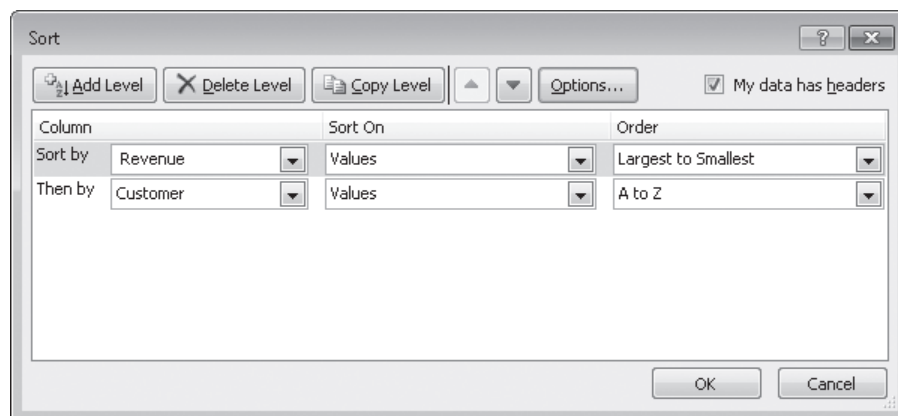 Sort
Add Level Delete Level Copy Level Options... My data has headers
Column Sort On Order
Sort by Revenue Values Largest to Smallest
Then by Customer Values A to Z
OK Cancel